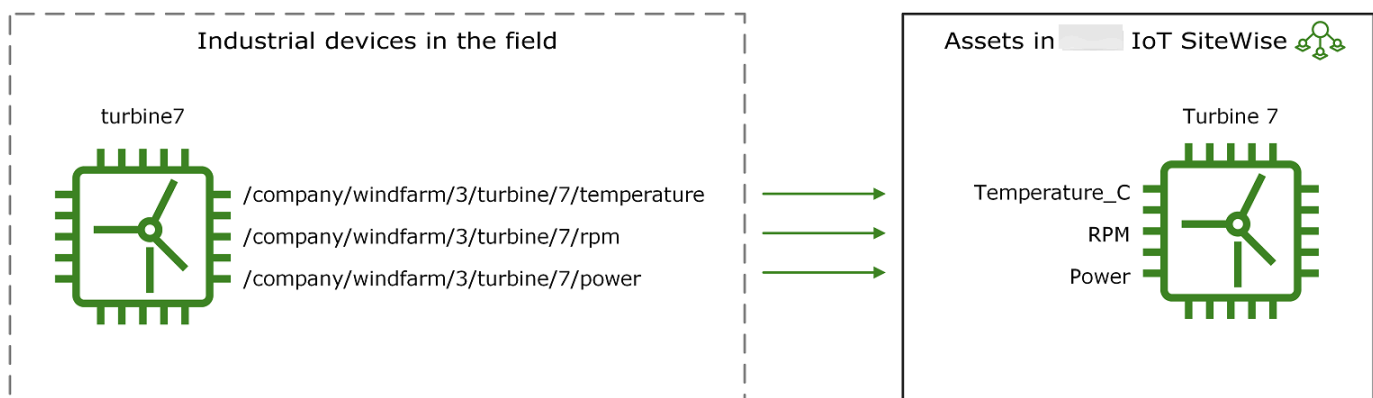 Industrial devices in the field
turbine7
/company/windfarm/3/turbine/7/temperature
/company/windfarm/3/turbine/7/rpm
/company/windfarm/3/turbine/7/power
Assets in IoT SiteWise
Turbine 7
Temperature_C
RPM
Power